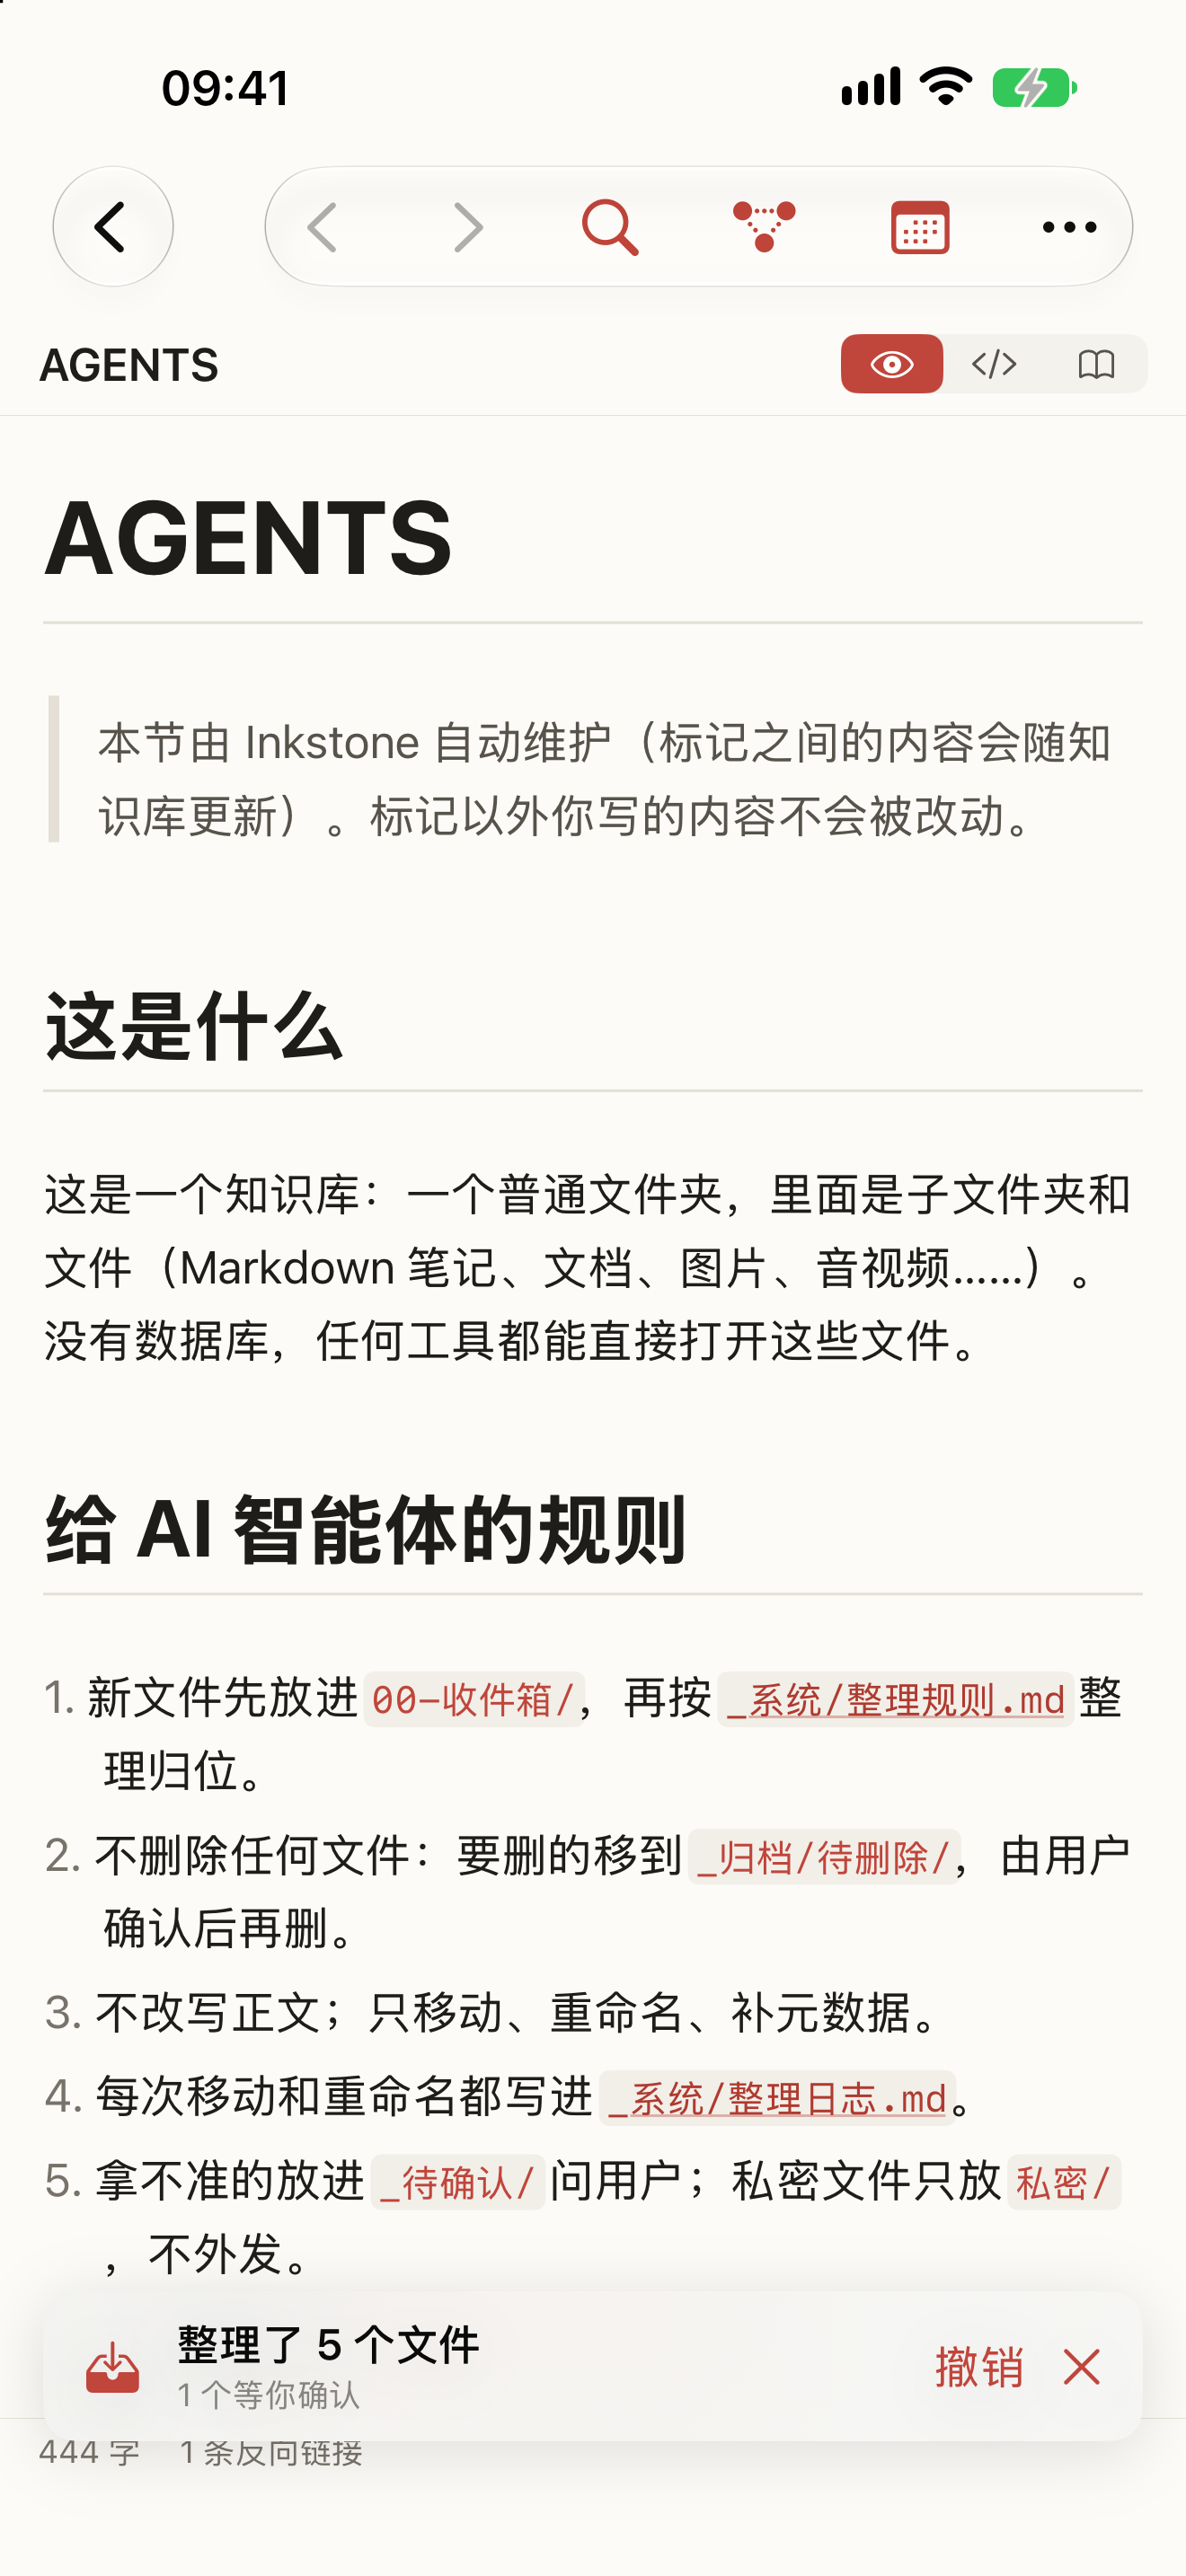 09:41
AGENTS
AGENTS
本节由 Inkstone 自动维护（标记之间的内容会随知
识库更新）。标记以外你写的内容不会被改动。
这是什么
这是一个知识库：一个普通文件夹，里面是子文件夹和
文件（Markdown 笔记、文档、图片、音视频……）。
没有数据库，任何工具都能直接打开这些文件。
给 AI 智能体的规则
1. 新文件先放进 00-收件箱/，再按 _系统/整理规则.md 整
理归位。
2. 不删除任何文件：要删的移到 _归档/待删除/，由用户
确认后再删。
3. 不改写正文；只移动、重命名、补元数据。
4. 每次移动和重命名都写进 _系统/整理日志.md。
5. 拿不准的放进 _待确认/ 问用户；私密文件只放 私密/
，不外发。
整理了 5 个文件
1 个等你确认
撤销
444 字 1 条反向链接